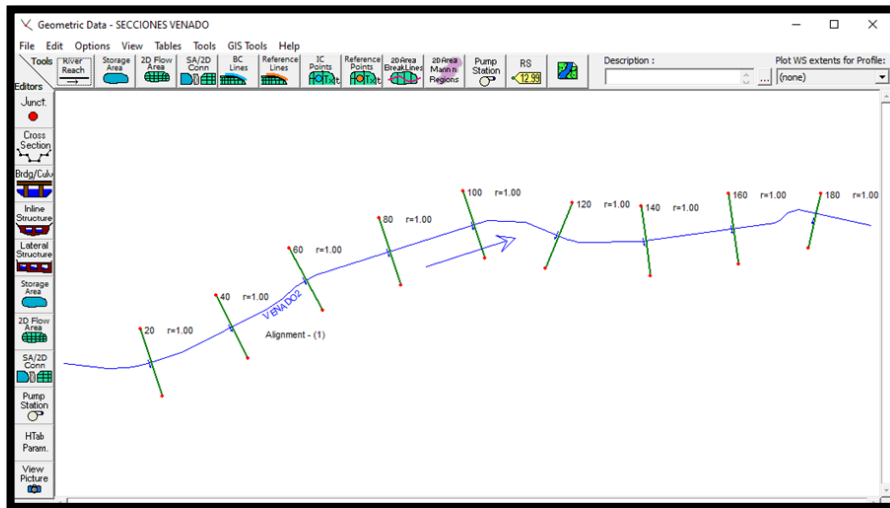 Geometric Data - SECCIONES VENADO
File Edit Options View Tables Tools GIS Tools Help
Tools
Editors
River
Reach
Storage
Area
2D Flow
Area
SA/2D
Conn
BC
Lines
Reference
Lines
IC
Points
Reference
Points
2D Area
BreakLines
2D Area
Mann n
Regions
Pump
Station
RS
12.99
Description :
...
Plot WS extents for Profile:
(none)
Junct.
Cross
Section
Brdg/Culv
Inline
Structure
Lateral
Structure
Storage
Area
2D Flow
Area
SA/2D
Conn
Pump
Station
HTab
Param.
View
Picture
20 r=1.00
40 r=1.00
60 r=1.00
80 r=1.00
100 r=1.00
120 r=1.00
140 r=1.00
160 r=1.00
180 r=1.00
VENADO2
Alignment - (1)